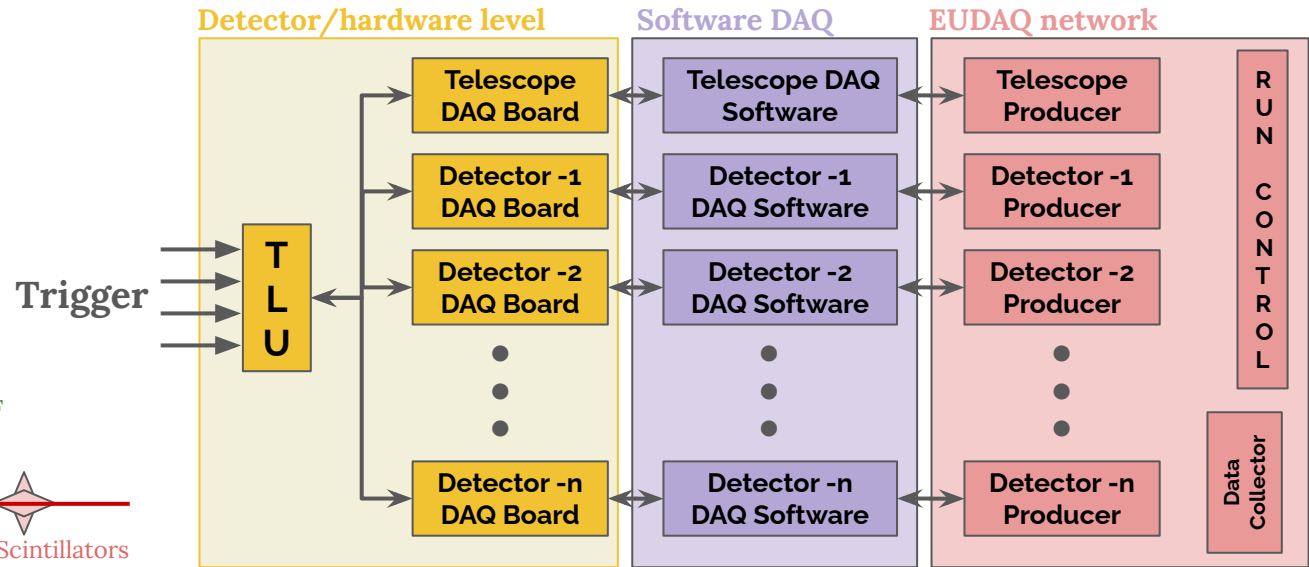 Detector/hardware level
Software DAQ
EUDAQ network
Telescope
DAQ Board
Telescope DAQ
Software
Telescope
Producer
Detector -1
DAQ Board
Detector -1
DAQ Software
Detector -1
Producer
Trigger
T
L
U
Detector -2
DAQ Board
Detector -2
DAQ Software
Detector -2
Producer
Detector -n
DAQ Board
Detector -n
DAQ Software
Detector -n
Producer
R
U
N
C
O
N
T
R
O
L
Data
Collector
Scintillators